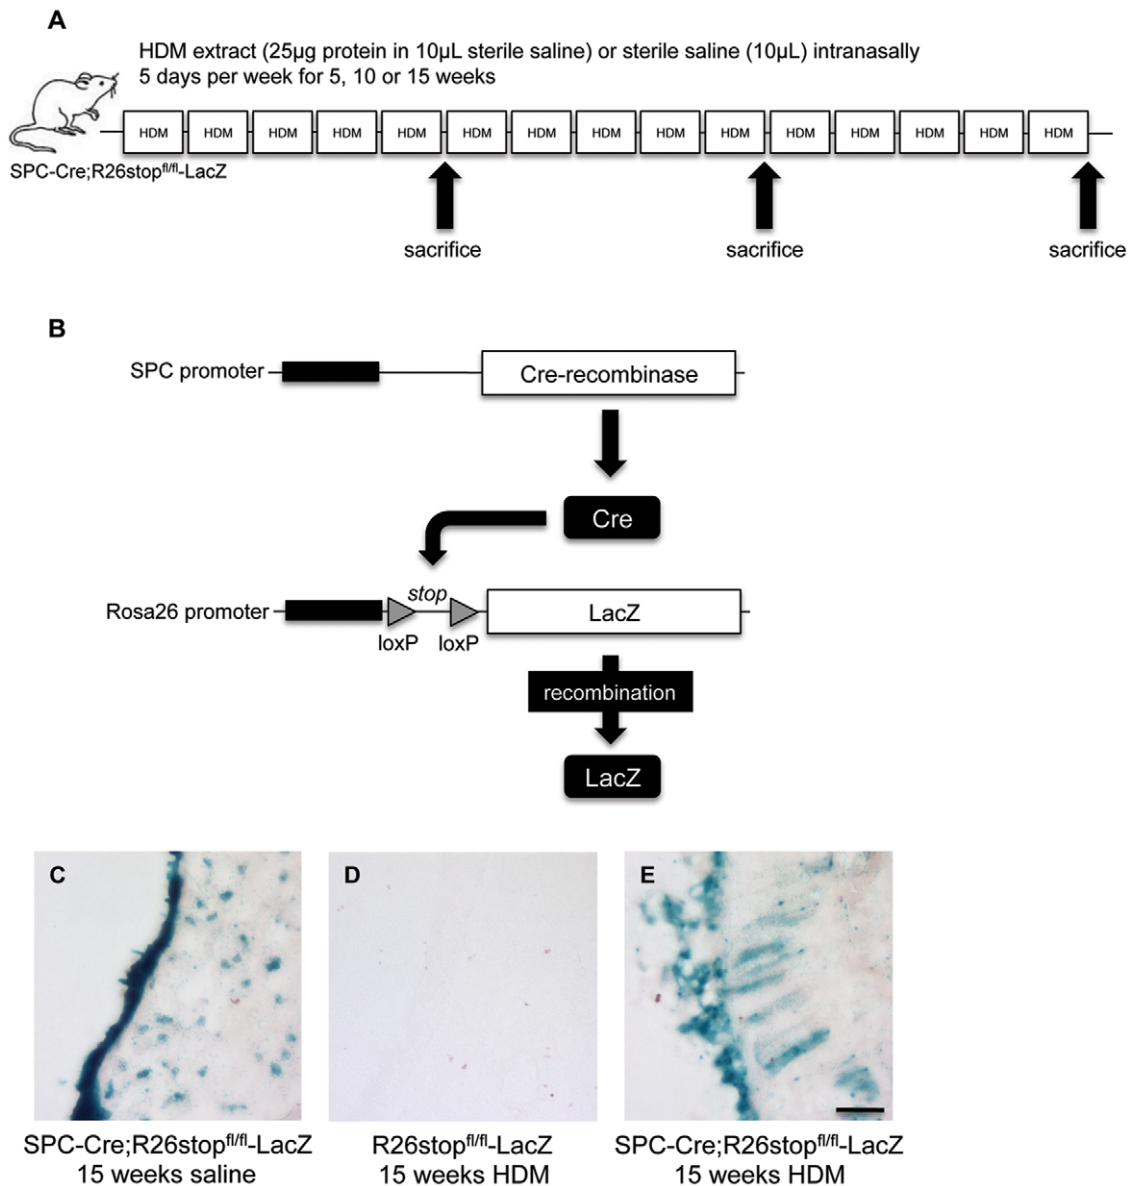 A
HDM extract (25µg protein in 10µL sterile saline) or sterile saline (10µL) intranasally
5 days per week for 5, 10 or 15 weeks
HDM HDM HDM HDM HDM HDM HDM HDM HDM HDM HDM HDM HDM HDM HDM
SPC-Cre;R26stopfl/fl-LacZ
sacrifice sacrifice sacrifice
B
SPC promoter Cre-recombinase
Cre
stop
Rosa26 promoter LacZ
loxP loxP
recombination
LacZ
C D E
SPC-Cre;R26stopfl/fl-LacZ R26stopfl/fl-LacZ SPC-Cre;R26stopfl/fl-LacZ
15 weeks saline 15 weeks HDM 15 weeks HDM